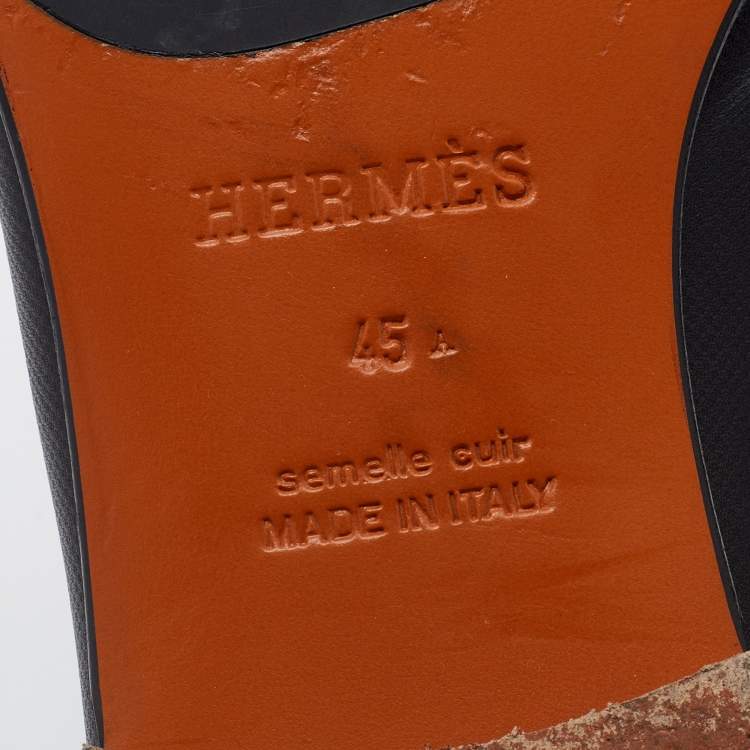 HERMÈS
45 A
semelle cuir
MADE IN ITALY